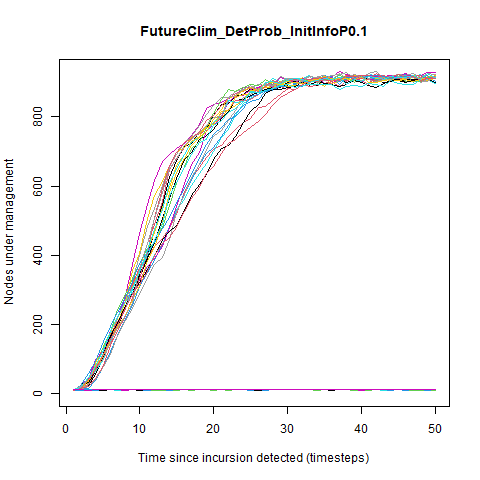 FutureClim_DetProb_InitInfoP0.1
Nodes under management
800
600
400
200
0
0 10 20 30 40 50
Time since incursion detected (timesteps)